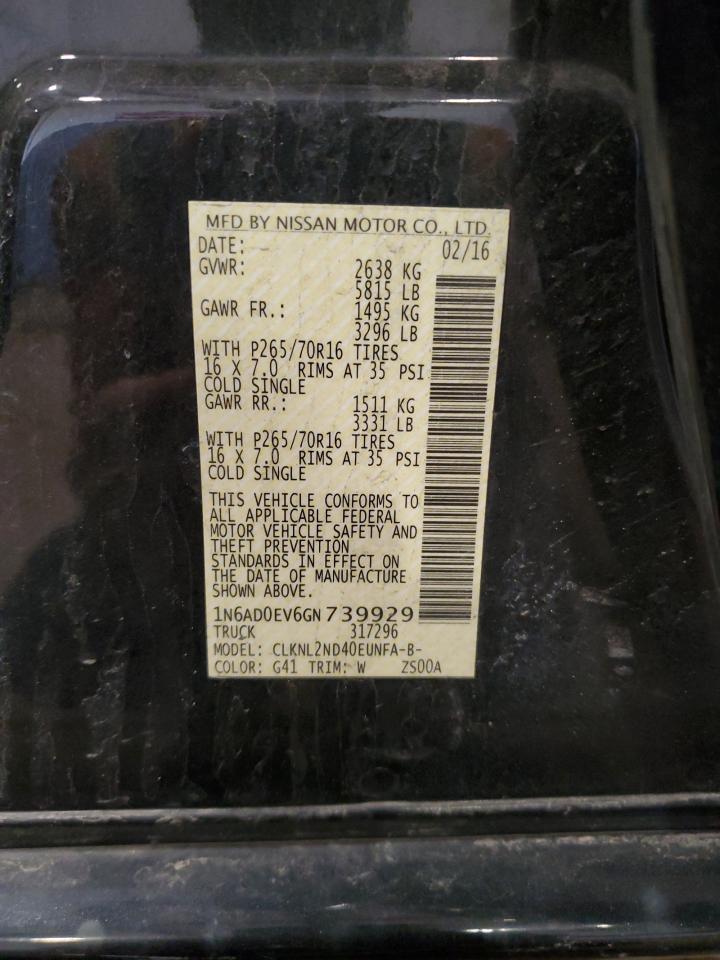 MFD BY NISSAN MOTOR CO., LTD.
DATE: 02/16
GVWR: 2638 KG
5815 LB
GAWR FR.: 1495 KG
3296 LB
WITH P265/70R16 TIRES
16 X 7.0 RIMS AT 35 PSI
COLD SINGLE
GAWR RR.: 1511 KG
3331 LB
WITH P265/70R16 TIRES
16 X 7.0 RIMS AT 35 PSI
COLD SINGLE
THIS VEHICLE CONFORMS TO
ALL APPLICABLE FEDERAL
MOTOR VEHICLE SAFETY AND
THEFT PREVENTION
STANDARDS IN EFFECT ON
THE DATE OF MANUFACTURE
SHOWN ABOVE.
1N6AD0EV6GN739929
TRUCK 317296
MODEL: CLKNL2ND40EUNFA-B-
COLOR: G41 TRIM: W ZS00A